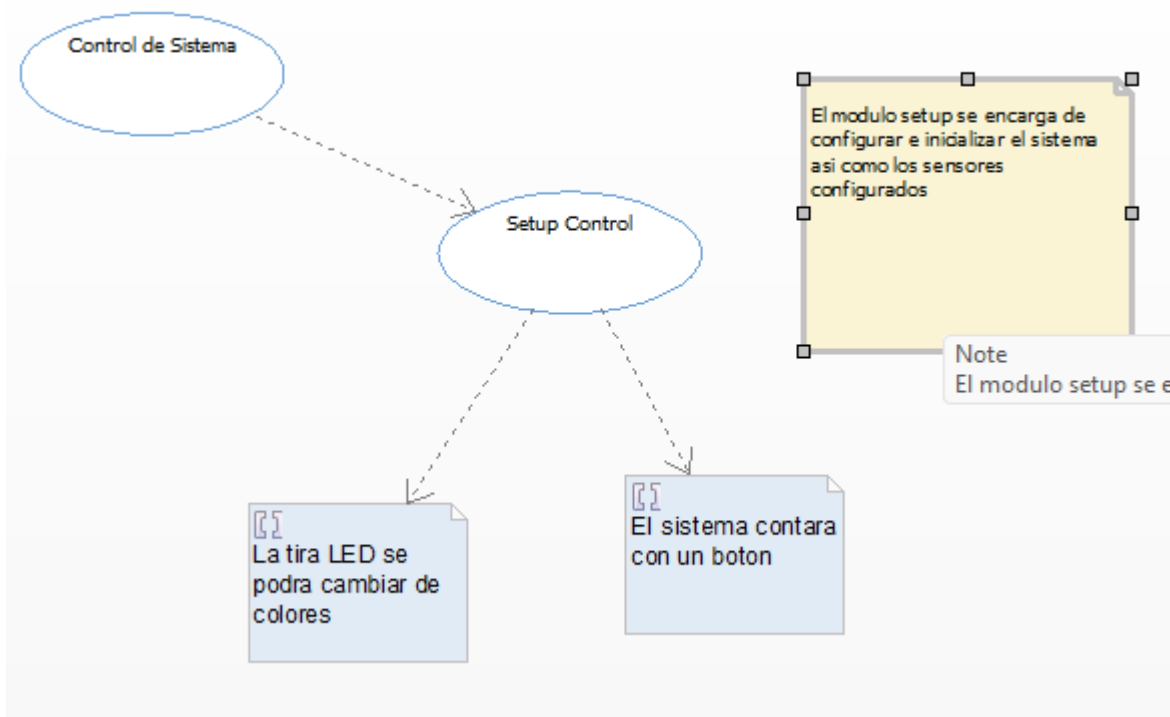 Control de Sistema
El modulo setup se encarga de
configurar e inicializar el sistema
asi como los sensores
configurados
Setup Control
Note
El modulo setup se e
La tira LED se
podra cambiar de
colores
El sistema contara
con un boton